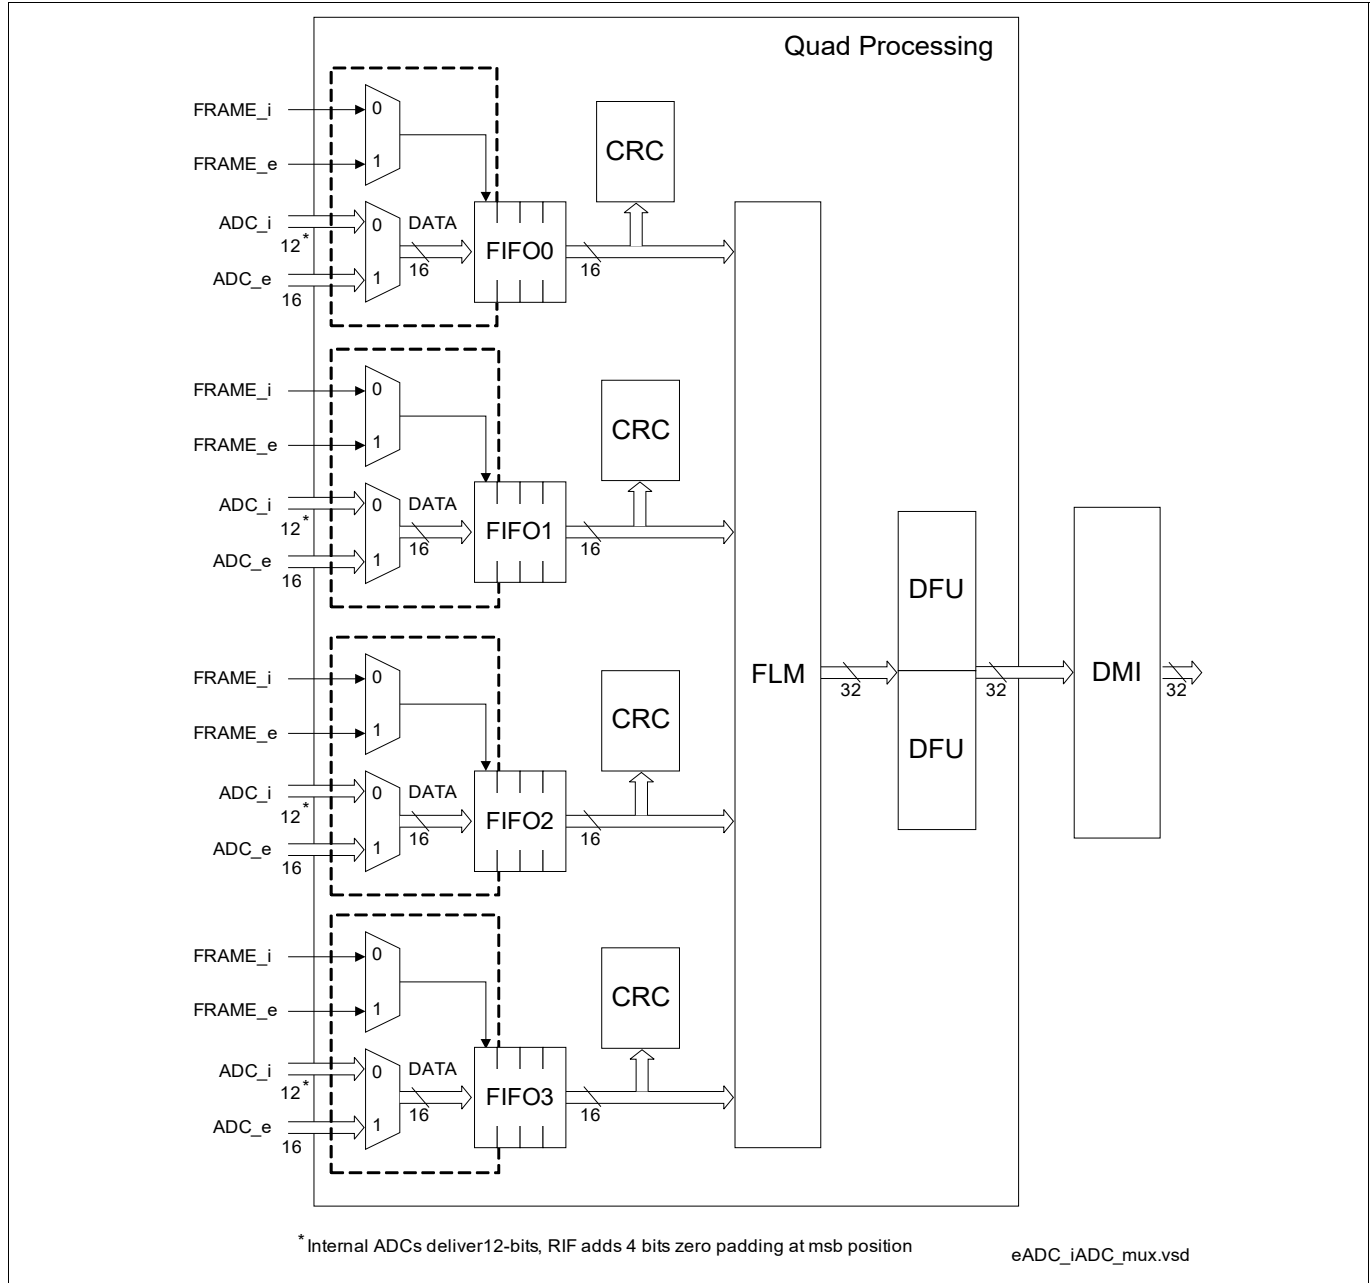 Quad Processing
FRAME_i
0
FRAME_e
1
CRC
ADC_i
0
DATA
12*
FIFO0
16
16
ADC_e
1
16
FRAME_i
0
FRAME_e
1
CRC
ADC_i
0
DATA
12*
FIFO1
16
16
ADC_e
1
16
FRAME_i
0
FRAME_e
1
CRC
ADC_i
0
DATA
12*
FIFO2
16
16
ADC_e
1
16
FRAME_i
0
FRAME_e
1
CRC
ADC_i
0
DATA
12*
FIFO3
16
16
ADC_e
1
16
FLM
32
DFU
DFU
32
DMI
32
*Internal ADCs deliver12-bits, RIF adds 4 bits zero padding at msb position
eADC_iADC_mux.vsd